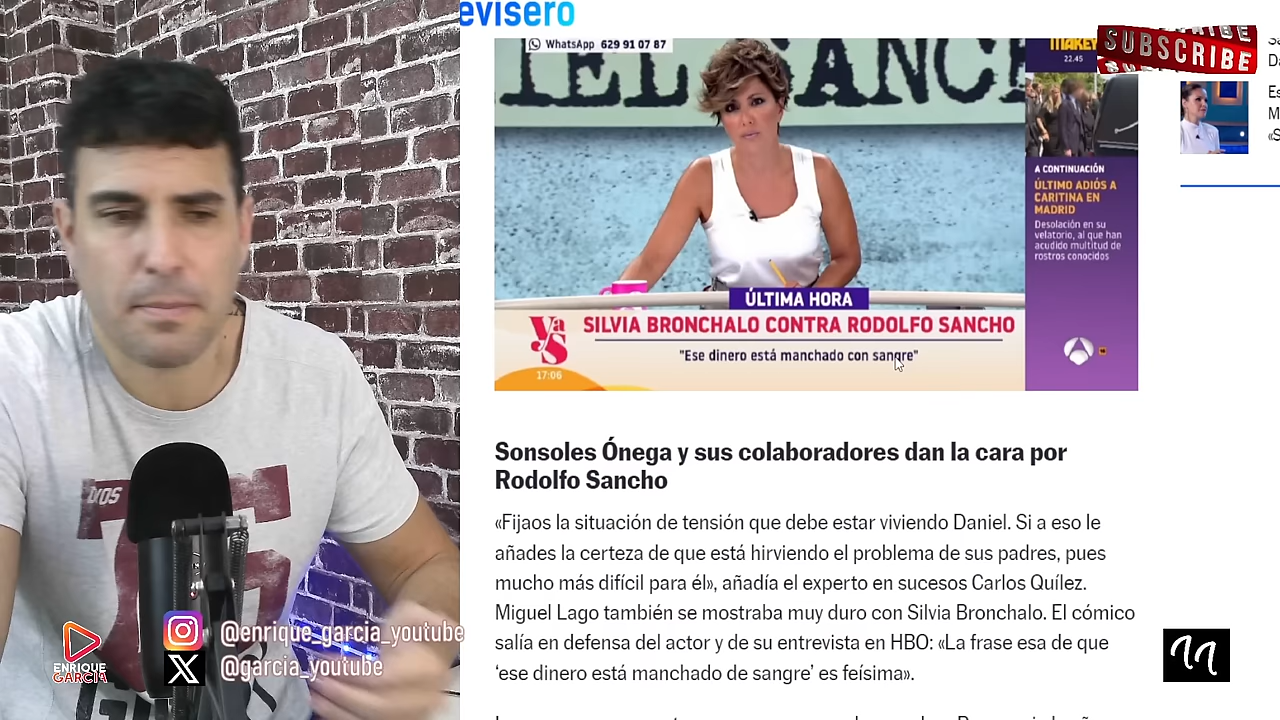 evisero
SUBSCRIBE
WhatsApp 629 91 07 87
22.45
A CONTINUACIÓN
ÚLTIMO ADIÓS A
CARITINA EN
MADRID
Desolación en su
velatorio, al que han
acudido multitud de
rostros conocidos
ÚLTIMA HORA
SILVIA BRONCHALO CONTRA RODOLFO SANCHO
"Ese dinero está manchado con sangre"
YAS
17:06
Sonsoles Ónega y sus colaboradores dan la cara por
Rodolfo Sancho
«Fijaos la situación de tensión que debe estar viviendo Daniel. Si a eso le
añades la certeza de que está hirviendo el problema de sus padres, pues
mucho más difícil para él», añadía el experto en sucesos Carlos Quílez.
Miguel Lago también se mostraba muy duro con Silvia Bronchalo. El cómico
salía en defensa del actor y de su entrevista en HBO: «La frase esa de que
‘ese dinero está manchado de sangre’ es feísima».
@enrique_garcia_youtube
@garcia_youtube
ENRIQUE
GARCIA